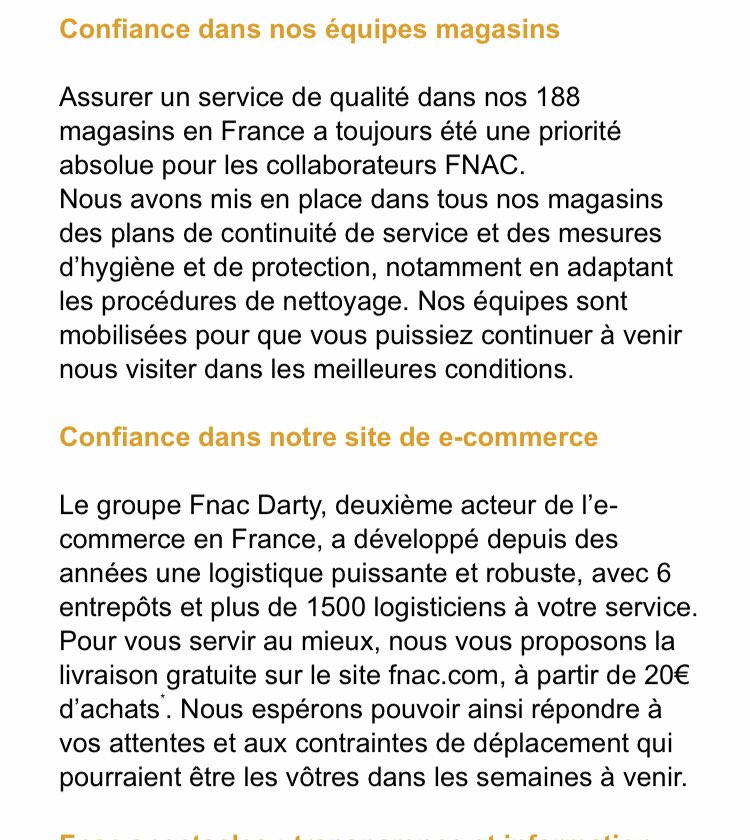 Confiance dans nos équipes magasins
Assurer un service de qualité dans nos 188
magasins en France a toujours été une priorité
absolue pour les collaborateurs FNAC.
Nous avons mis en place dans tous nos magasins
des plans de continuité de service et des mesures
d’hygiène et de protection, notamment en adaptant
les procédures de nettoyage. Nos équipes sont
mobilisées pour que vous puissiez continuer à venir
nous visiter dans les meilleures conditions.
Confiance dans notre site de e-commerce
Le groupe Fnac Darty, deuxième acteur de l’e-
commerce en France, a développé depuis des
années une logistique puissante et robuste, avec 6
entrepôts et plus de 1500 logisticiens à votre service.
Pour vous servir au mieux, nous vous proposons la
livraison gratuite sur le site fnac.com, à partir de 20€
d’achats*. Nous espérons pouvoir ainsi répondre à
vos attentes et aux contraintes de déplacement qui
pourraient être les vôtres dans les semaines à venir.